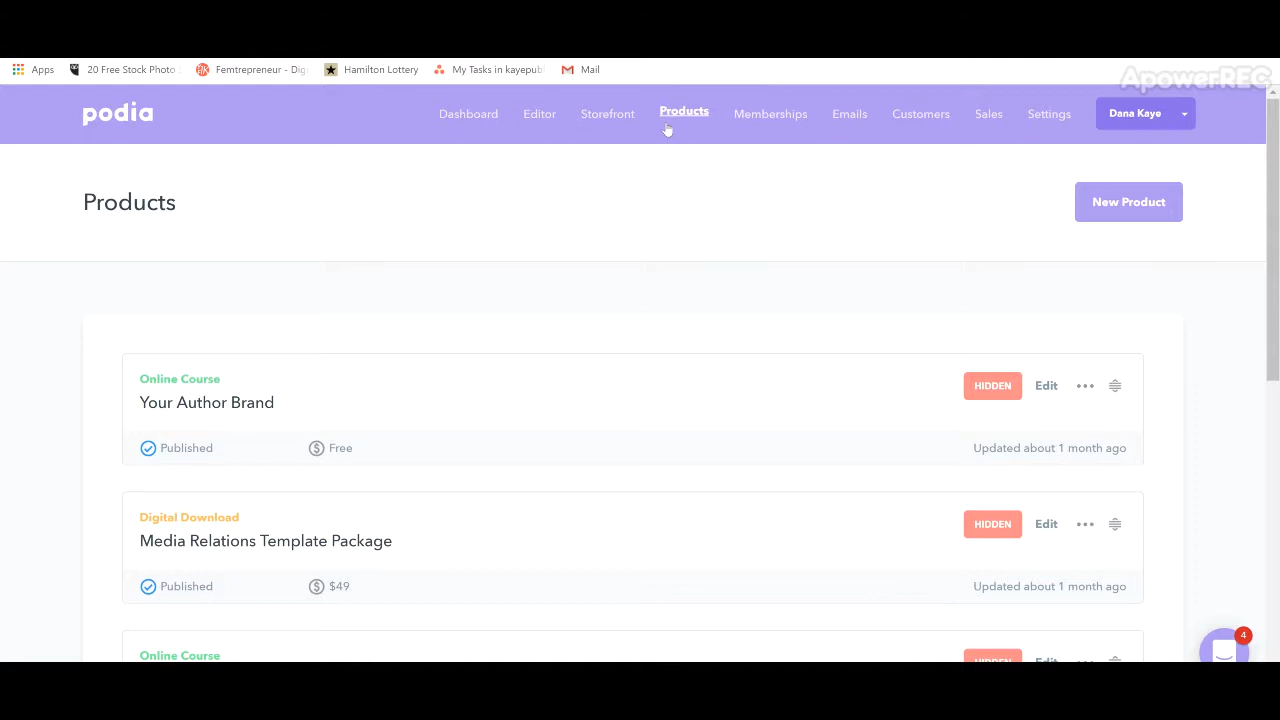 Apps 20 Free Stock Photo Femtrepreneur - Dig Hamilton Lottery My Tasks in kayepub Mail
ApowerREC
podia Dashboard Editor Storefront Products Memberships Emails Customers Sales Settings Dana Kaye
Products New Product
Online Course
Your Author Brand
HIDDEN Edit
Published Free Updated about 1 month ago
Digital Download
Media Relations Template Package
HIDDEN Edit
Published $49 Updated about 1 month ago
Online Course
HIDDEN Edit
4